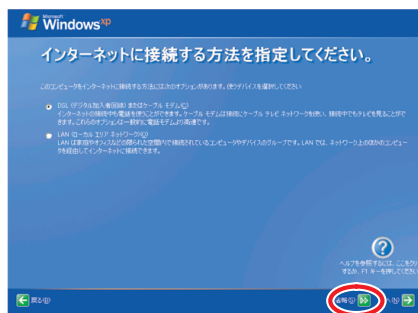 Microsoft
Windows xp
インターネットに接続する方法を指定してください。
このコンピュータをインターネットに接続する方法には次のオプションがあります。使うデバイスを選択してください
DSL (デジタル加入者回線) またはケーブル モデム(D)
インターネットの接続中も電話を使うことができます。ケーブル モデムは接続にケーブル テレビ ネットワークを使い、接続中でもテレビを見ることがで
きます。これらのオプションは一般的に電話モデムより高速です。
LAN (ローカル エリア ネットワーク)(L)
LAN は家庭やオフィスなどの限られた空間内で接続されているコンピュータやデバイスのグループです。LAN では、ネットワーク上のほかのコンピュー
タを経由してインターネットに接続できます。
ヘルプを参照するには、ここをクリ
するか、F1 キーを押してください
戻る(B)
省略(S)
へ(N)